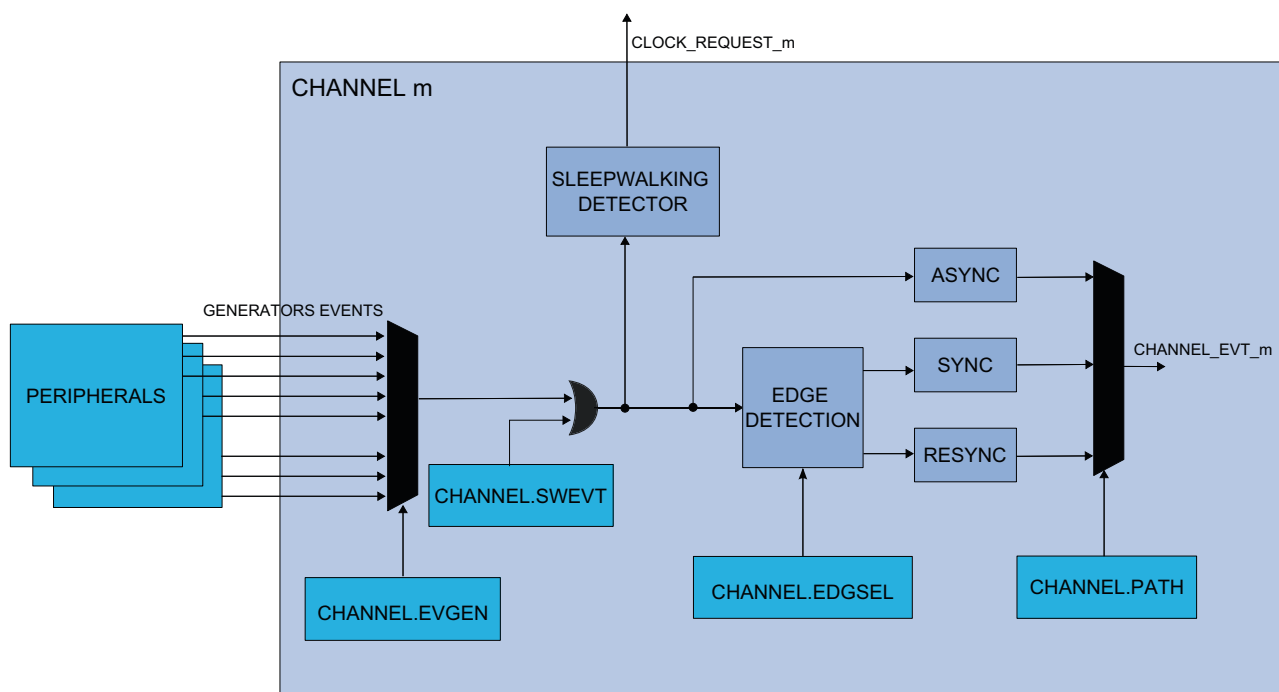 CLOCK_REQUEST_m
CHANNEL m
SLEEPWALKING
DETECTOR
ASYNC
GENERATORS EVENTS
PERIPHERALS
CHANNEL_EVT_m
SYNC
EDGE
DETECTION
RESYNC
CHANNEL.SWEVT
CHANNEL.EVGEN
CHANNEL.EDGSEL
CHANNEL.PATH